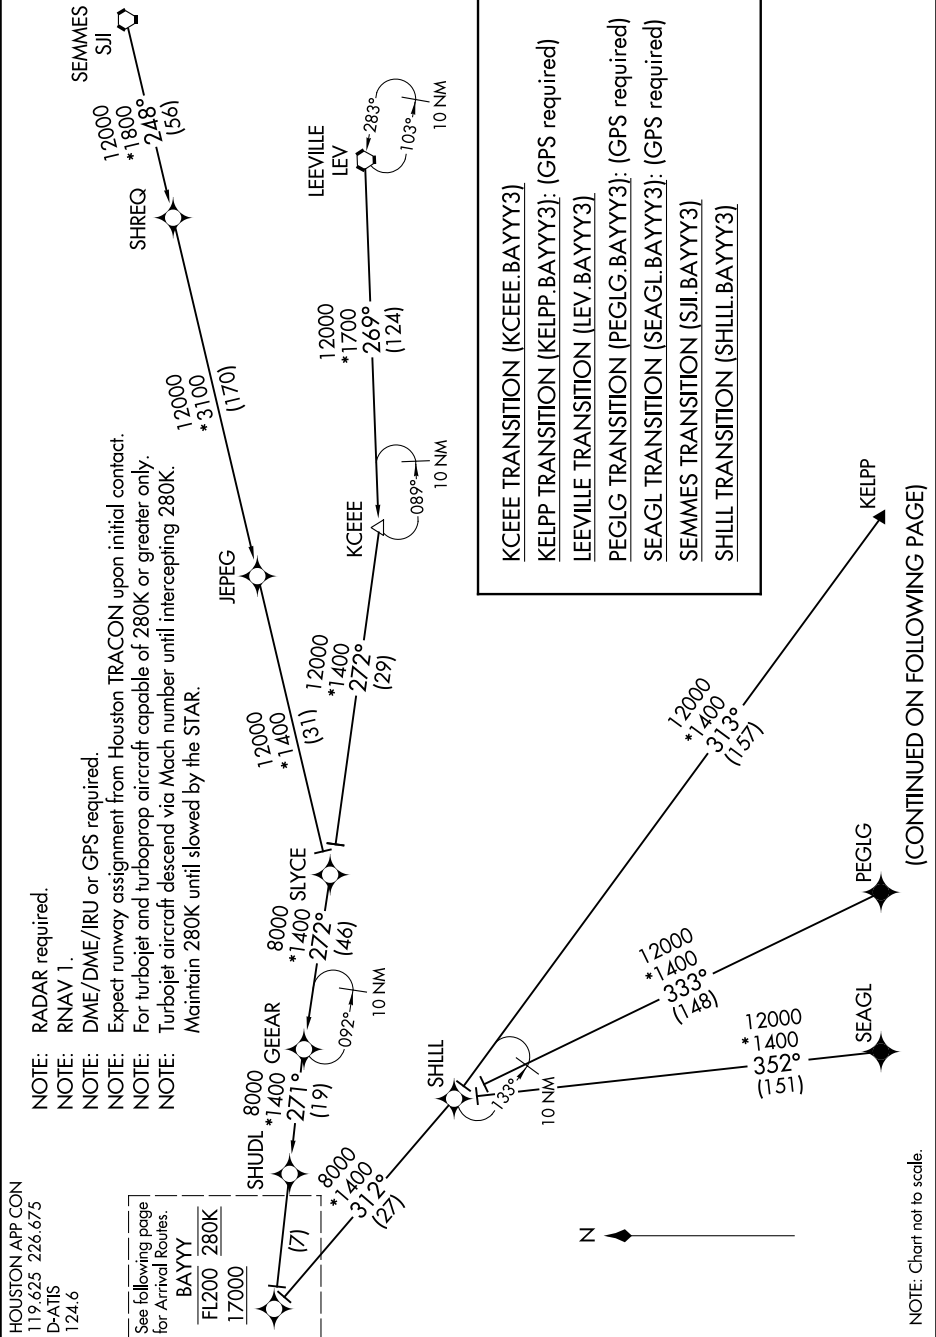 HOUSTON APP CON
119.625 226.675
D-ATIS
124.6
NOTE: RADAR required.
NOTE: RNAV 1.
NOTE: DME/DME/IRU or GPS required.
NOTE: Expect runway assignment from Houston TRACON upon initial contact.
NOTE: For turbojet and turboprop aircraft capable of 280K or greater only.
NOTE: Turbojet aircraft descend via Mach number until intercepting 280K.
Maintain 280K until slowed by the STAR.
SEMMES
SJI
12000
*1800
248°
(56)
SHREQ
12000
*3100
(170)
JEPEG
12000
*1400
(31)
LEEVILLE
LEV
283°
103°
10 NM
12000
*1700
269°
(124)
KCEEE
089°
10 NM
12000
*1400
272°
(29)
SLYCE
8000
*1400
272°
(46)
GEEAR
092°
10 NM
8000
*1400
271°
(19)
SHUDL
(7)
See following page
for Arrival Routes.
BAYYY
FL200 280K
17000
8000
*1400
312°
(27)
SHLLL
133°
10 NM
12000
*1400
313°
(157)
KELPP
12000
*1400
333°
(148)
PEGLG
12000
*1400
352°
(151)
SEAGL
KCEEE TRANSITION (KCEEE.BAYYY3)
KELPP TRANSITION (KELPP.BAYYY3): (GPS required)
LEEVILLE TRANSITION (LEV.BAYYY3)
PEGLG TRANSITION (PEGLG.BAYYY3): (GPS required)
SEAGL TRANSITION (SEAGL.BAYYY3): (GPS required)
SEMMES TRANSITION (SJI.BAYYY3)
SHLLL TRANSITION (SHLLL.BAYYY3)
N
(CONTINUED ON FOLLOWING PAGE)
NOTE: Chart not to scale.